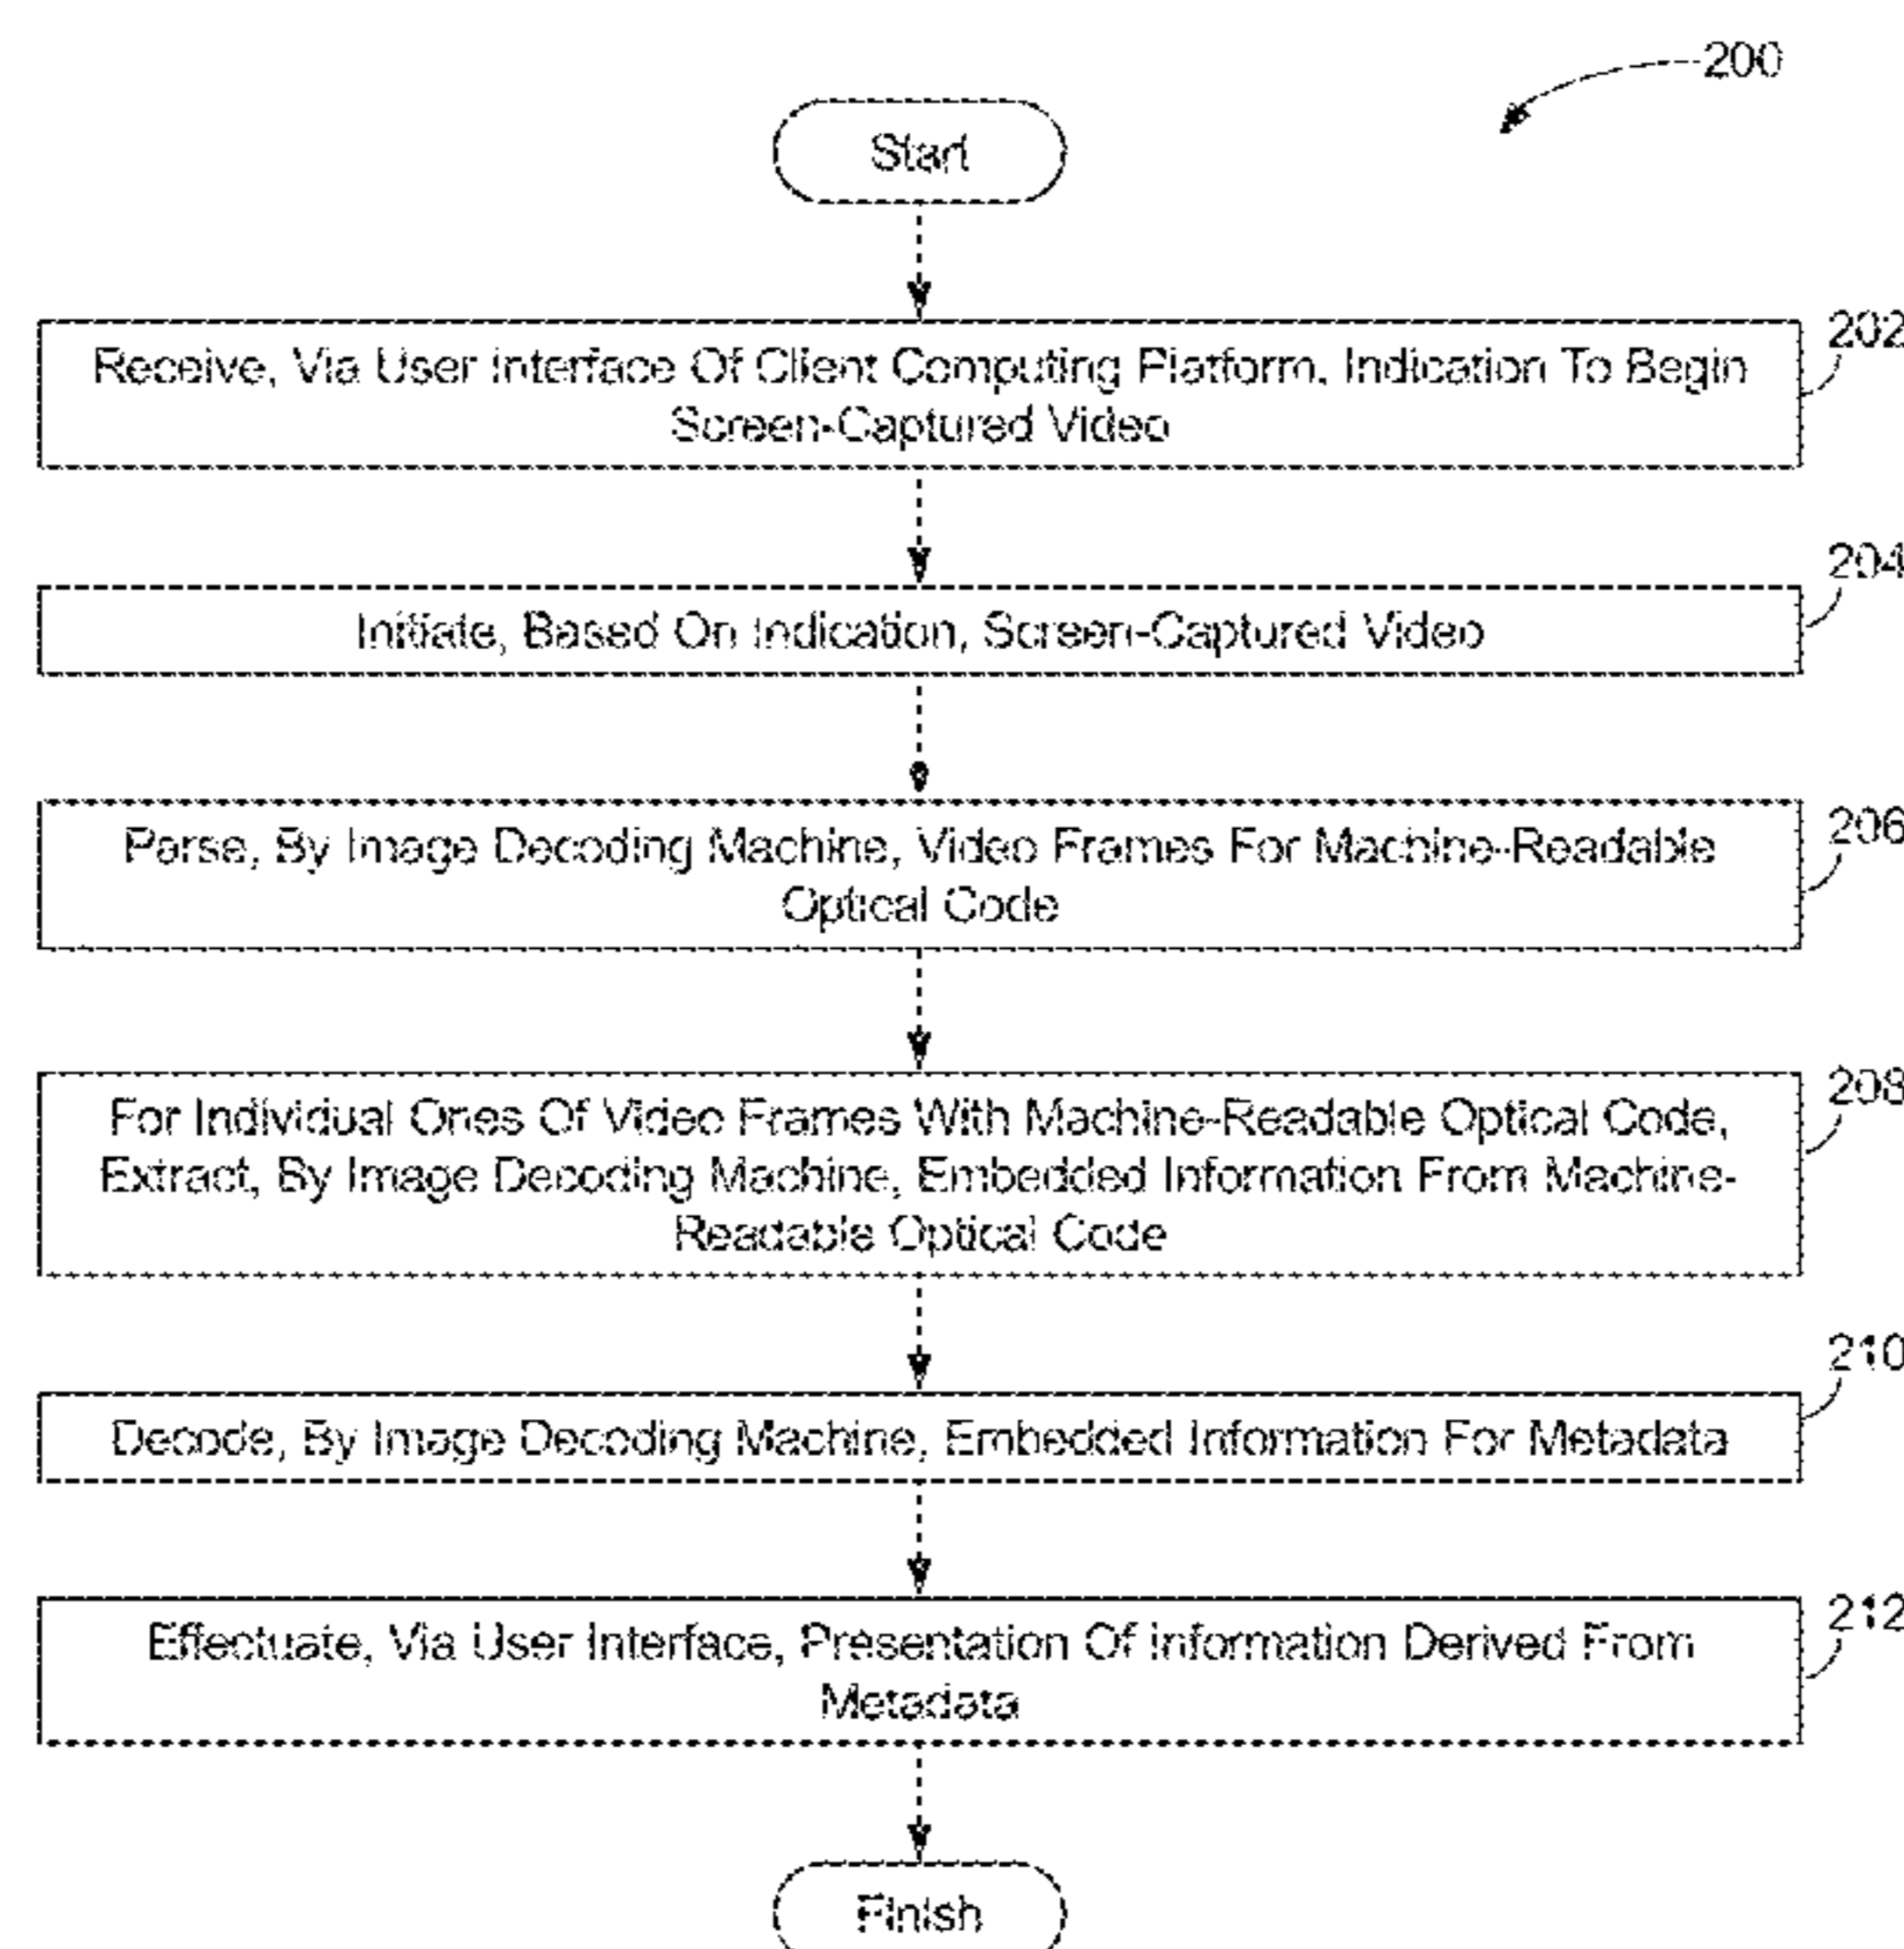 200
Start
202
Receive, Via User Interface Of Client Computing Platform, Indication To Begin
Screen-Captured Video
204
Initiate, Based On Indication, Screen-Captured Video
206
Parse, By Image Decoding Machine, Video Frames For Machine-Readable
Optical Code
208
For Individual Ones Of Video Frames With Machine-Readable Optical Code,
Extract, By Image Decoding Machine, Embedded Information From Machine-
Readable Optical Code
210
Decode, By Image Decoding Machine, Embedded Information For Metadata
212
Effectuate, Via User Interface, Presentation Of Information Derived From
Metadata
Finish